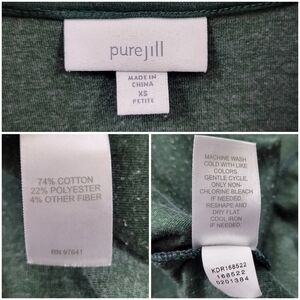 purejill
MADE IN
CHINA
XS
PETITE
74% COTTON
22% POLYESTER
4% OTHER FIBER
RN 97641
MACHINE WASH
COLD WITH LIKE
COLORS
GENTLE CYCLE.
ONLY NON-
CHLORINE BLEACH
IF NEEDED.
RESHAPE AND
DRY FLAT
COOL IRON
IF NEEDED.
KDR168522
168522
0201384